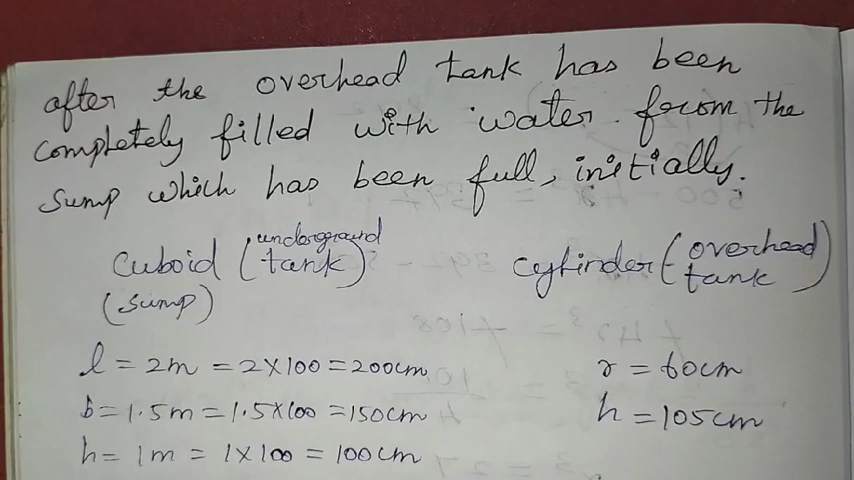 after the overhead tank has been
completely filled with water from the
sump which has been full, initially.
cuboid (underground tank) cylinder (overhead tank)
(sump)
l = 2m = 2×100 = 200cm r = 60cm
b = 1.5m = 1.5×100 = 150cm h = 105cm
h = 1m = 1×100 = 100cm